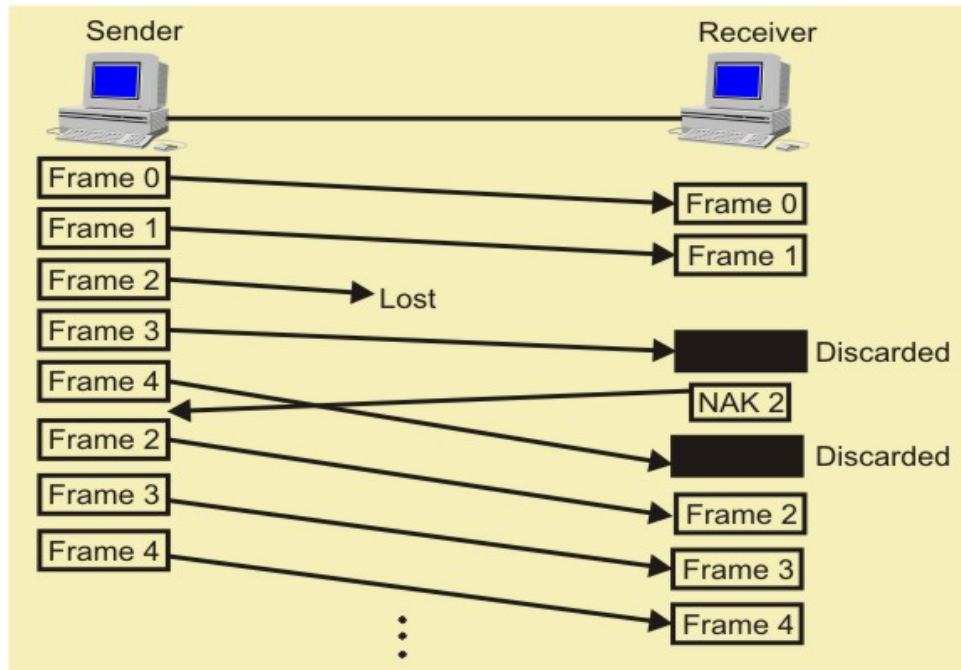 Sender
Receiver
Frame 0
Frame 0
Frame 1
Frame 1
Frame 2
Lost
Frame 3
Discarded
Frame 4
NAK 2
Frame 2
Discarded
Frame 3
Frame 2
Frame 4
Frame 3
Frame 4